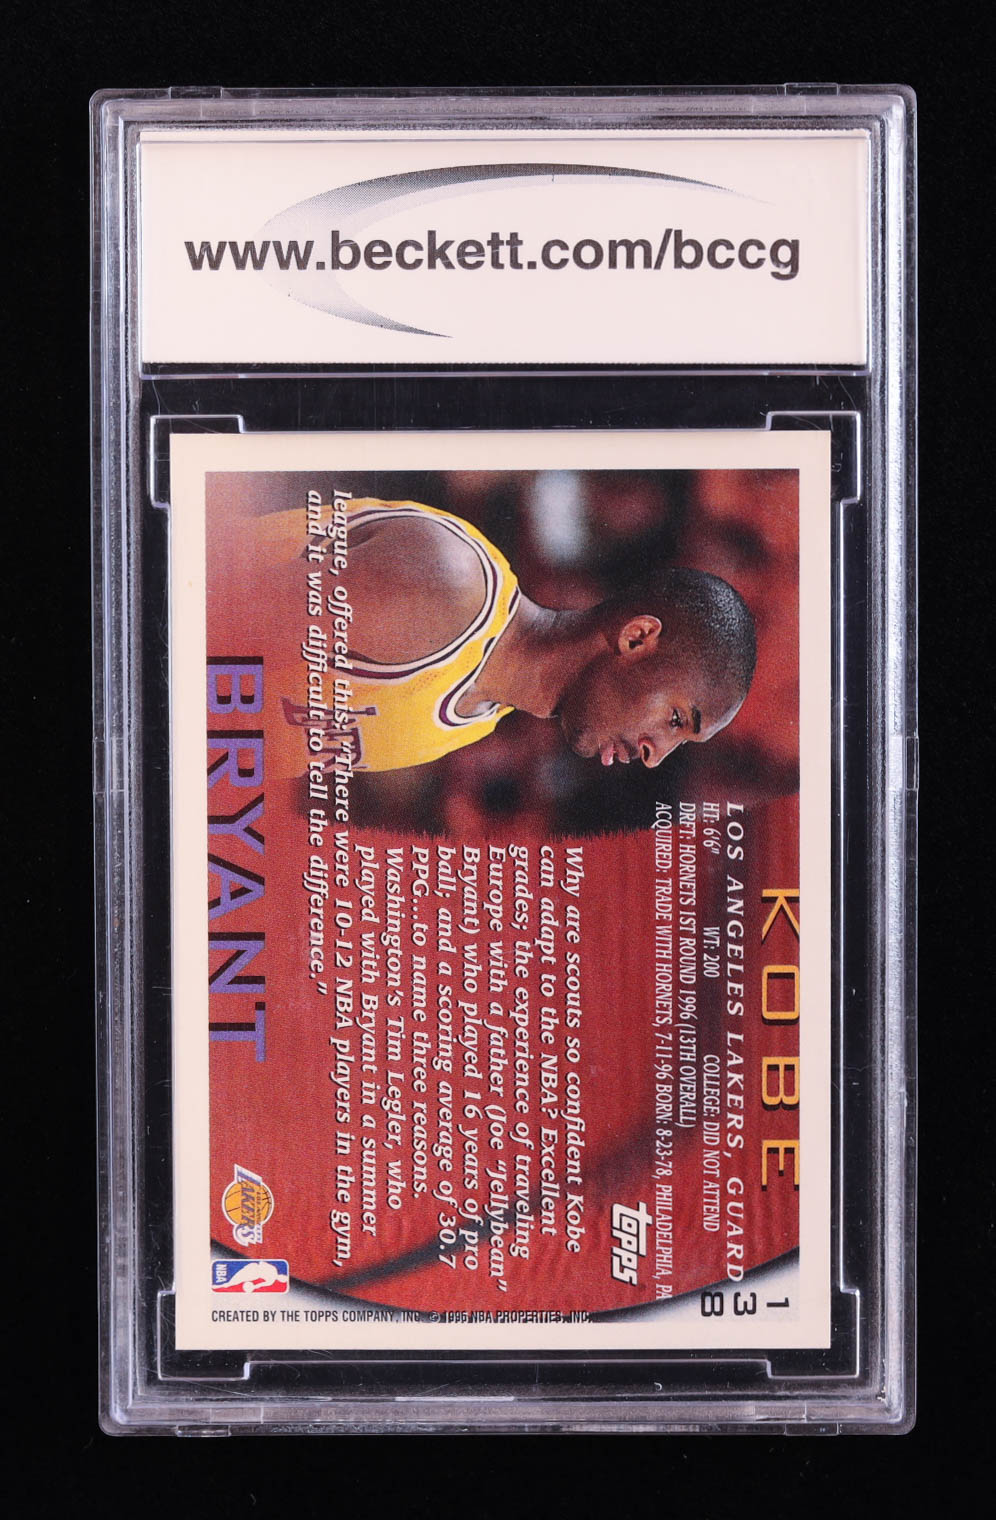 www.beckett.com/bccg
KOBE
LOS ANGELES LAKERS, GUARD
HT: 6'6" WT: 200 COLLEGE: DID NOT ATTEND
DRFT: HORNETS 1ST ROUND 1996 (13TH OVERALL)
ACQUIRED: TRADE WITH HORNETS, 7-11-96 BORN: 8-23-78, PHILADELPHIA, PA
138
topps
Why are scouts so confident Kobe
can adapt to the NBA? Excellent
grades; the experience of traveling
Europe with a father (Joe "Jellybean"
Bryant) who played 16 years of pro
ball; and a scoring average of 30.7
PPG...to name three reasons.
Washington's Tim Legler, who
played with Bryant in a summer
league, offered this: "There were 10-12 NBA players in the gym,
and it was difficult to tell the difference."
BRYANT
LAKERS
NBA
CREATED BY THE TOPPS COMPANY, INC. © 1996 NBA PROPERTIES, INC.